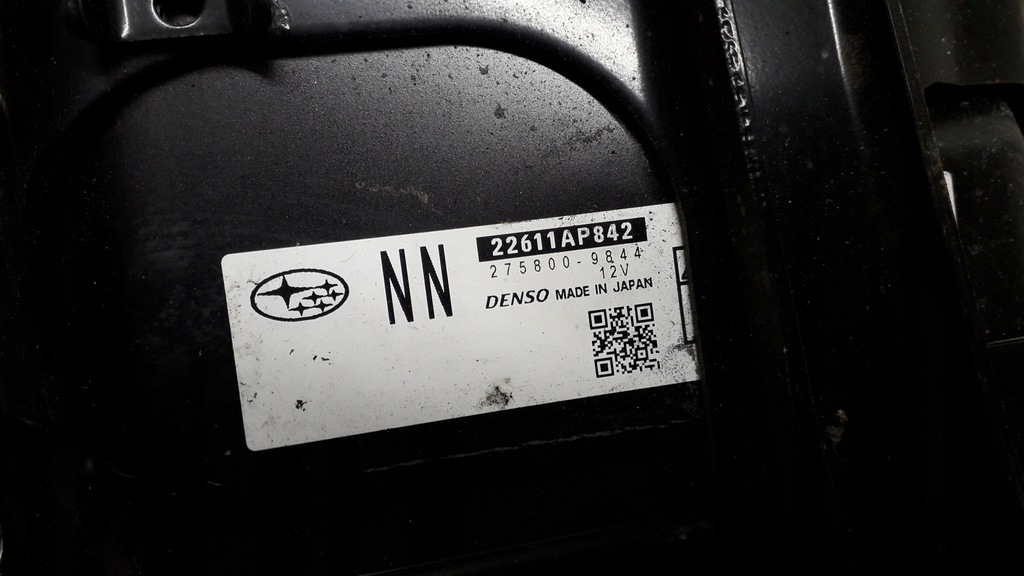 NN
22611AP842
275800-9844
12V
DENSO MADE IN JAPAN